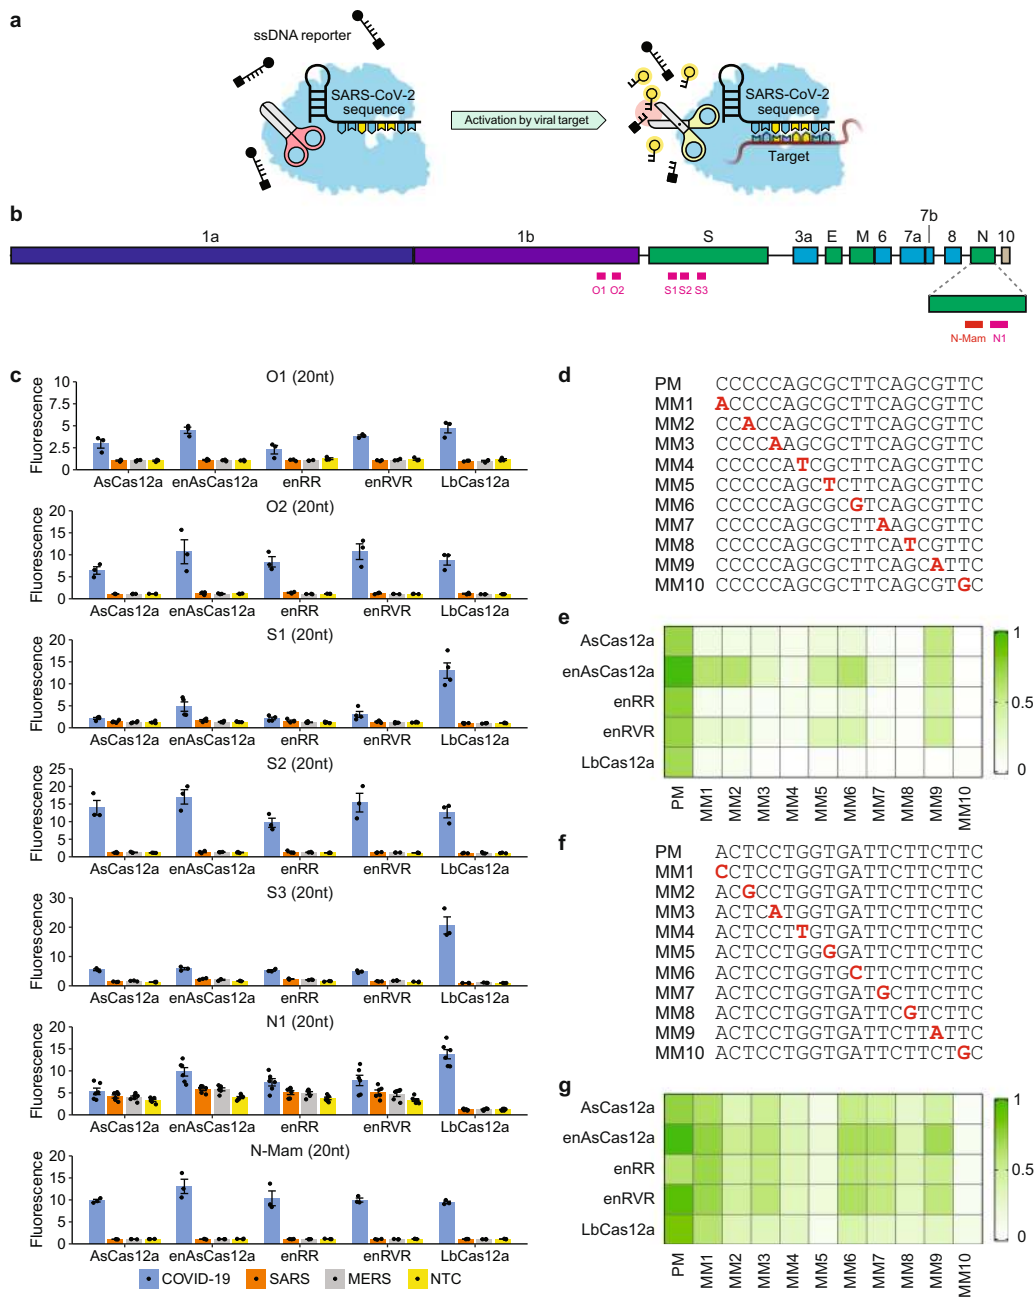 a
ssDNA reporter
SARS-CoV-2
sequence
Activation by viral target
SARS-CoV-2
sequence
Target
b
1a
1b
S
3a
E
M
6
7a
7b
8
N
10
O1
O2
S1
S2
S3
N-Mam
N1
c
O1 (20nt)
Fluorescence
10
7.5
5
2.5
0
AsCas12a
enAsCas12a
enRR
enRVR
LbCas12a
O2 (20nt)
Fluorescence
20
15
10
5
0
AsCas12a
enAsCas12a
enRR
enRVR
LbCas12a
S1 (20nt)
Fluorescence
20
15
10
5
0
AsCas12a
enAsCas12a
enRR
enRVR
LbCas12a
S2 (20nt)
Fluorescence
25
20
15
10
5
0
AsCas12a
enAsCas12a
enRR
enRVR
LbCas12a
S3 (20nt)
Fluorescence
30
20
10
0
AsCas12a
enAsCas12a
enRR
enRVR
LbCas12a
N1 (20nt)
Fluorescence
20
15
10
5
0
AsCas12a
enAsCas12a
enRR
enRVR
LbCas12a
N-Mam (20nt)
Fluorescence
20
15
10
5
0
AsCas12a
enAsCas12a
enRR
enRVR
LbCas12a
COVID-19
SARS
MERS
NTC
d
PM CCCCCAGCGCTTCAGCGTTC
MM1 ACCCCAGCGCTTCAGCGTTC
MM2 CCACCAGCGCTTCAGCGTTC
MM3 CCCCAAGCGCTTCAGCGTTC
MM4 CCCCCATCGCTTCAGCGTTC
MM5 CCCCCAGCTCTTCAGCGTTC
MM6 CCCCCAGCGCGTCAGCGTTC
MM7 CCCCCAGCGCTTAAGCGTTC
MM8 CCCCCAGCGCTTCATCGTTC
MM9 CCCCCAGCGCTTCAGCATTC
MM10 CCCCCAGCGCTTCAGCGTGC
e
AsCas12a
enAsCas12a
enRR
enRVR
LbCas12a
PM
MM1
MM2
MM3
MM4
MM5
MM6
MM7
MM8
MM9
MM10
1
0.5
0
f
PM ACTCCTGGTGATTCTTCTTC
MM1 CCTCCTGGTGATTCTTCTTC
MM2 ACGCCTGGTGATTCTTCTTC
MM3 ACTCATGGTGATTCTTCTTC
MM4 ACTCCTTGTGATTCTTCTTC
MM5 ACTCCTGGGGATTCTTCTTC
MM6 ACTCCTGGTGCTTCTTCTTC
MM7 ACTCCTGGTGATGCTTCTTC
MM8 ACTCCTGGTGATTCGTCTTC
MM9 ACTCCTGGTGATTCTTATTC
MM10 ACTCCTGGTGATTCTTCTGC
g
AsCas12a
enAsCas12a
enRR
enRVR
LbCas12a
PM
MM1
MM2
MM3
MM4
MM5
MM6
MM7
MM8
MM9
MM10
1
0.5
0